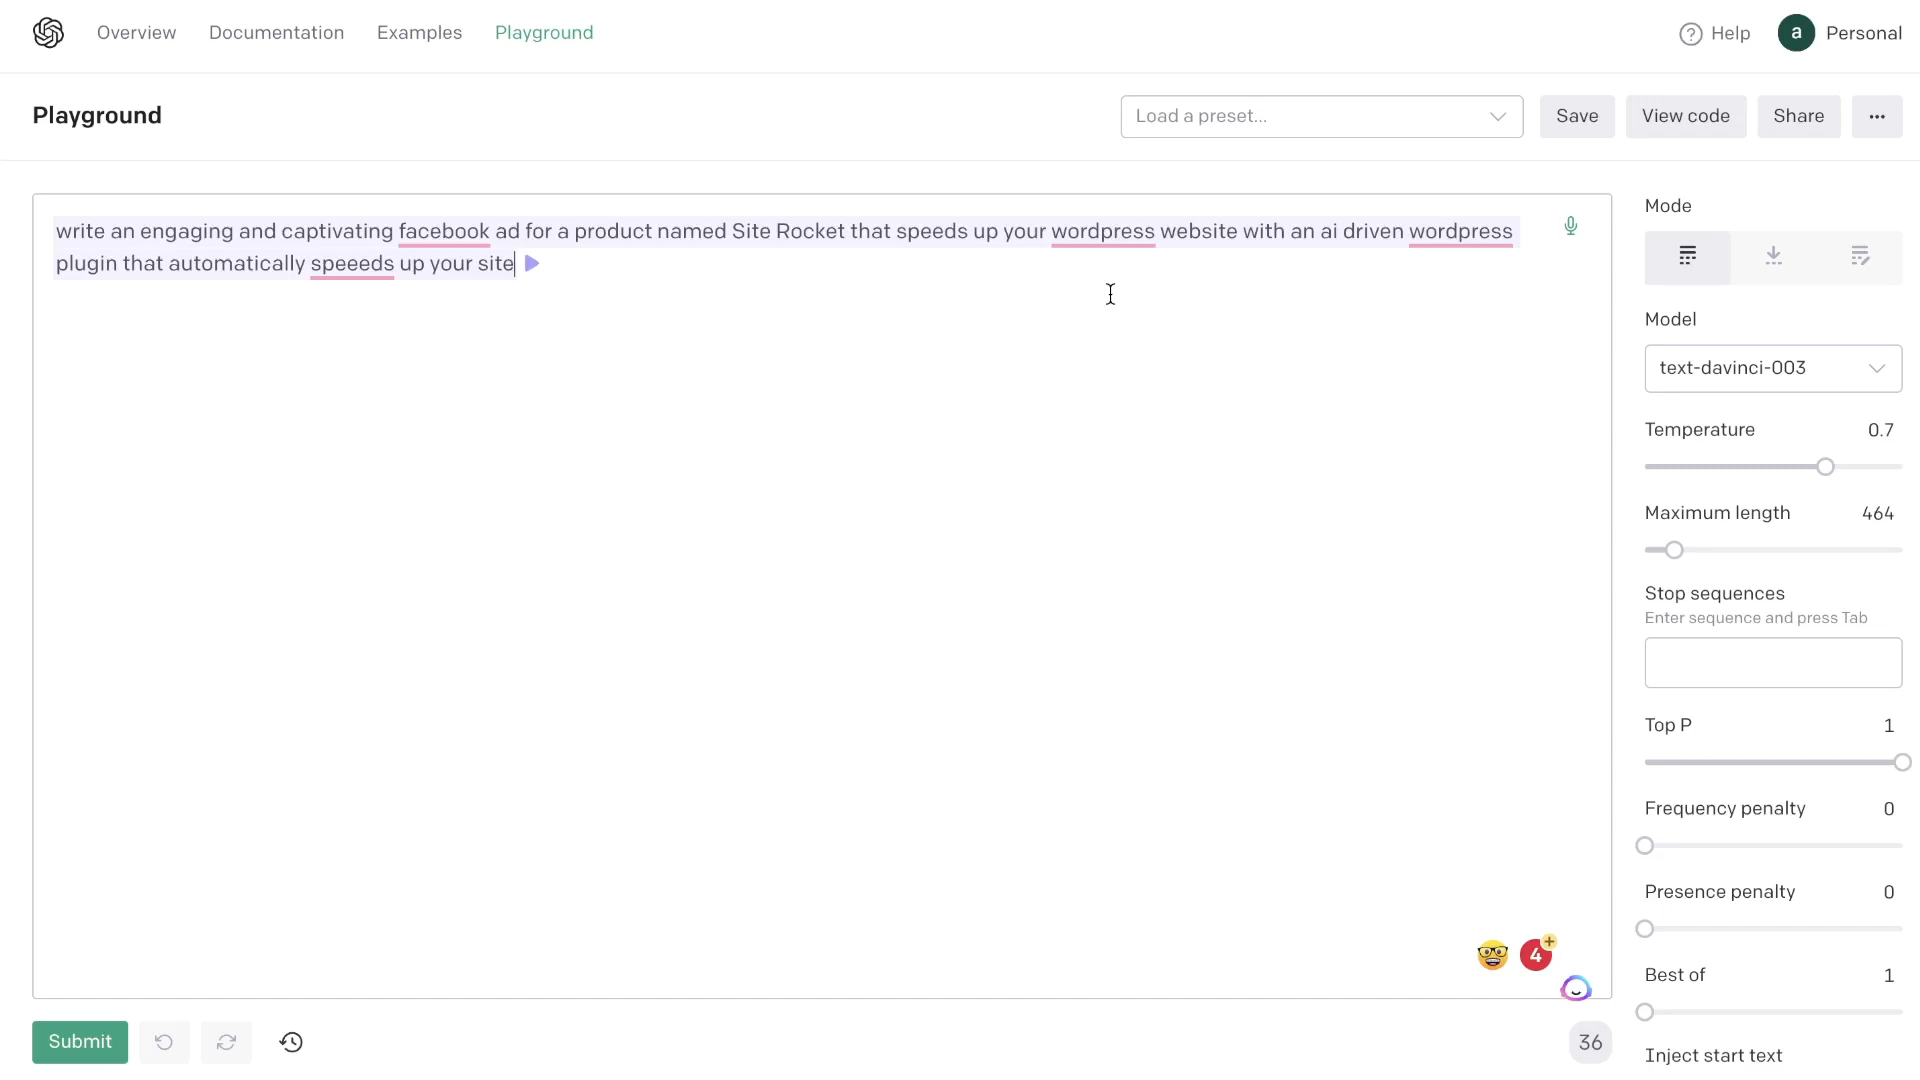 Overview Documentation Examples Playground Help a Personal
Playground Load a preset... Save View code Share ...
write an engaging and captivating facebook ad for a product named Site Rocket that speeds up your wordpress website with an ai driven wordpress
plugin that automatically speeeds up your site
Mode
Model
text-davinci-003
Temperature 0.7
Maximum length 464
Stop sequences
Enter sequence and press Tab
Top P 1
Frequency penalty 0
Presence penalty 0
4 +
Best of 1
Submit 36
Inject start text